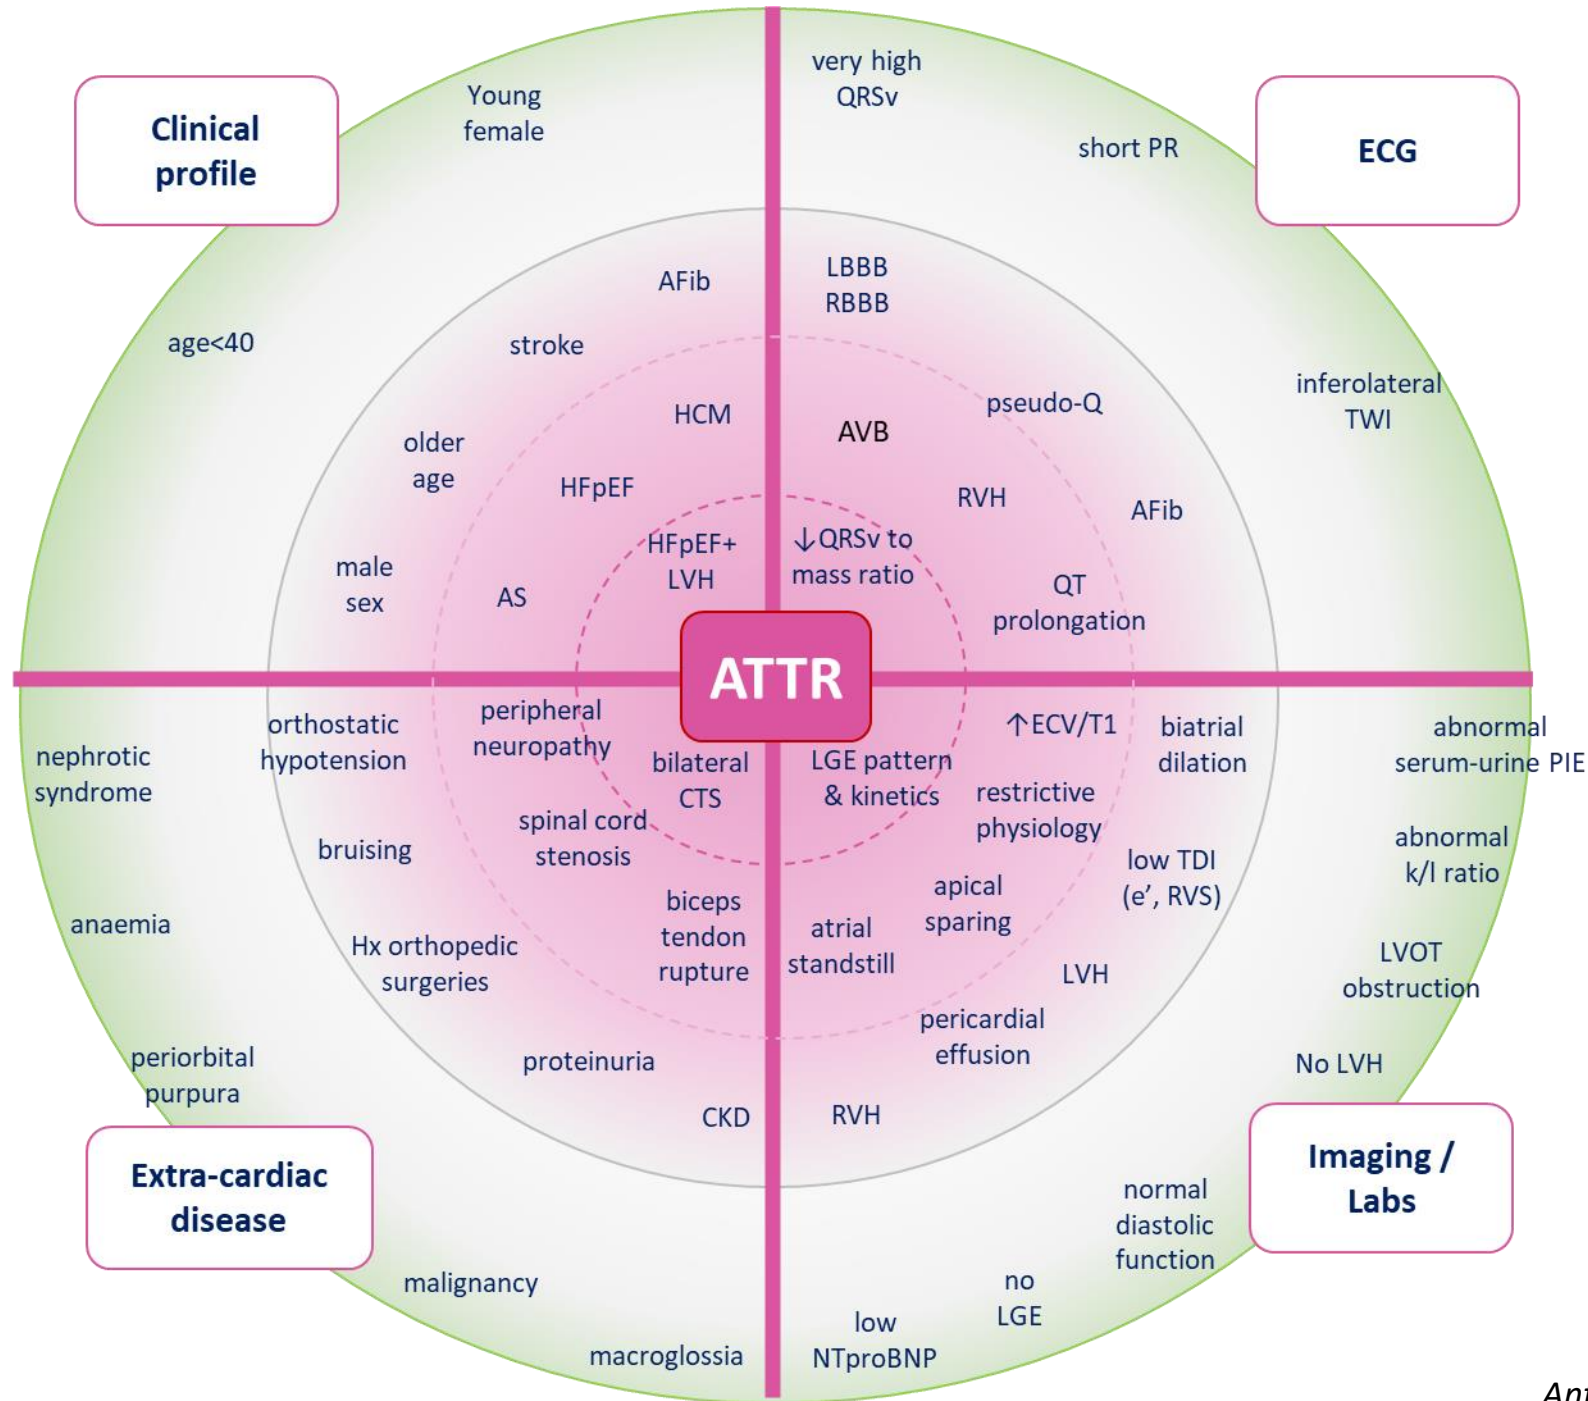 Clinical
profile
Young
female
age<40
AFib
stroke
HCM
older
age
HFpEF
HFpEF+
LVH
male
sex
AS
ECG
very high
QRSv
short PR
LBBB
RBBB
inferolateral
TWI
pseudo-Q
AVB
RVH
AFib
↓QRSv to
mass ratio
QT
prolongation
ATTR
Extra-cardiac
disease
peripheral
neuropathy
orthostatic
hypotension
nephrotic
syndrome
bilateral
CTS
spinal cord
stenosis
bruising
biceps
tendon
rupture
anaemia
Hx orthopedic
surgeries
periorbital
purpura
proteinuria
CKD
malignancy
macroglossia
Imaging /
Labs
↑ECV/T1
biatrial
dilation
abnormal
serum-urine PIE
LGE pattern
& kinetics
restrictive
physiology
abnormal
k/l ratio
low TDI
(e’, RVS)
apical
sparing
atrial
standstill
LVH
LVOT
obstruction
pericardial
effusion
No LVH
RVH
normal
diastolic
function
no
LGE
low
NTproBNP